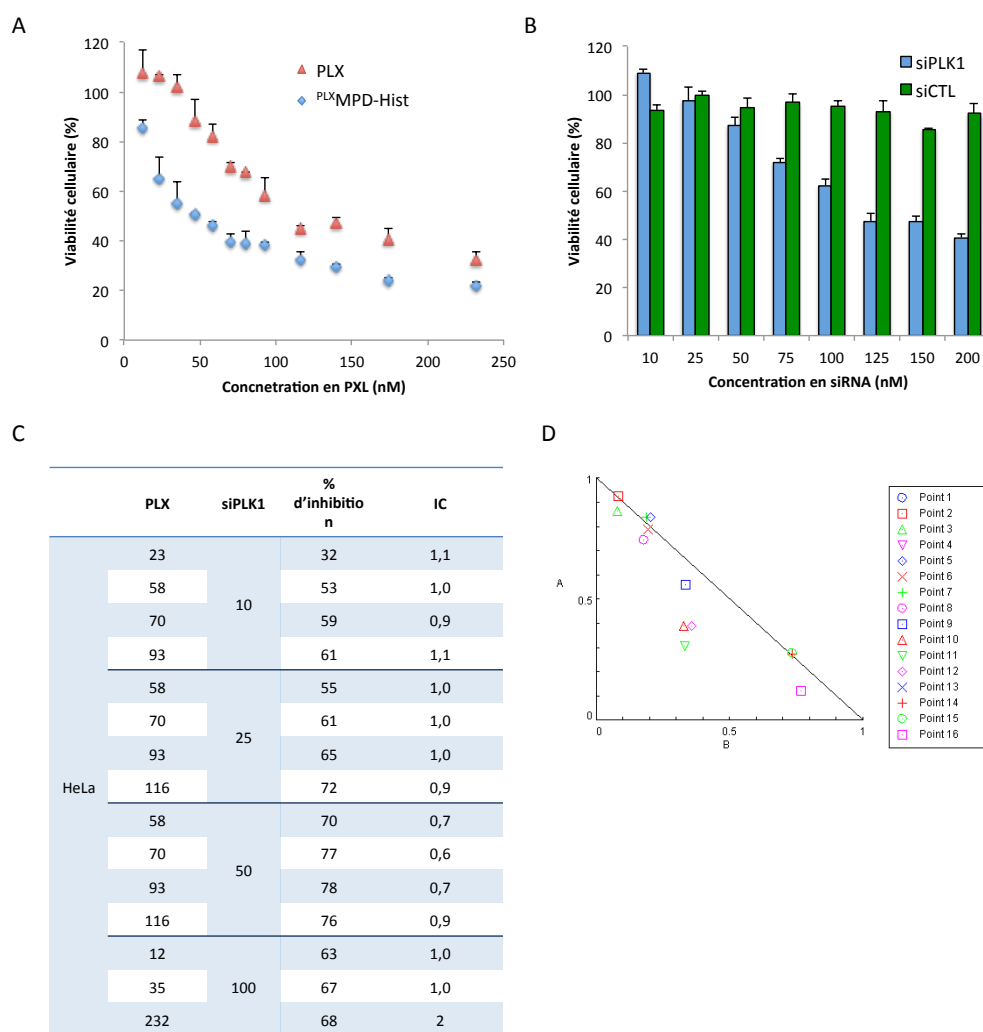 A
120
100
80
60
40
20
0
Viabilité cellulaire (%)
PLX
PLXMPD-Hist
0 50 100 150 200 250
Concnetration en PXL (nM)
B
120
100
80
60
40
20
0
Viabilité cellulaire (%)
siPLK1
siCTL
10 25 50 75 100 125 150 200
Concentration en siRNA (nM)
C
PLX siPLK1 % d'inhibitio n IC
HeLa
10
23 32 1,1
58 53 1,0
70 59 0,9
93 61 1,1
25
58 55 1,0
70 61 1,0
93 65 1,0
116 72 0,9
50
58 70 0,7
70 77 0,6
93 78 0,7
116 76 0,9
100
12 63 1,0
35 67 1,0
232 68 2
D
1
A
0.5
0
0 0.5 1
B
Point 1
Point 2
Point 3
Point 4
Point 5
Point 6
Point 7
Point 8
Point 9
Point 10
Point 11
Point 12
Point 13
Point 14
Point 15
Point 16